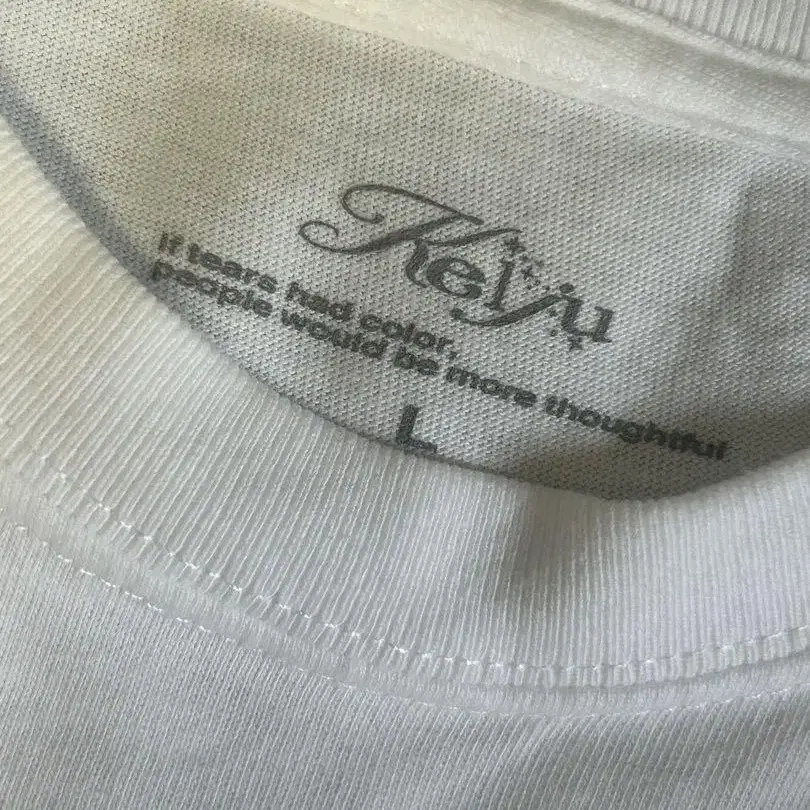 Keiju
If tears had color,
people would be more thoughtful
L